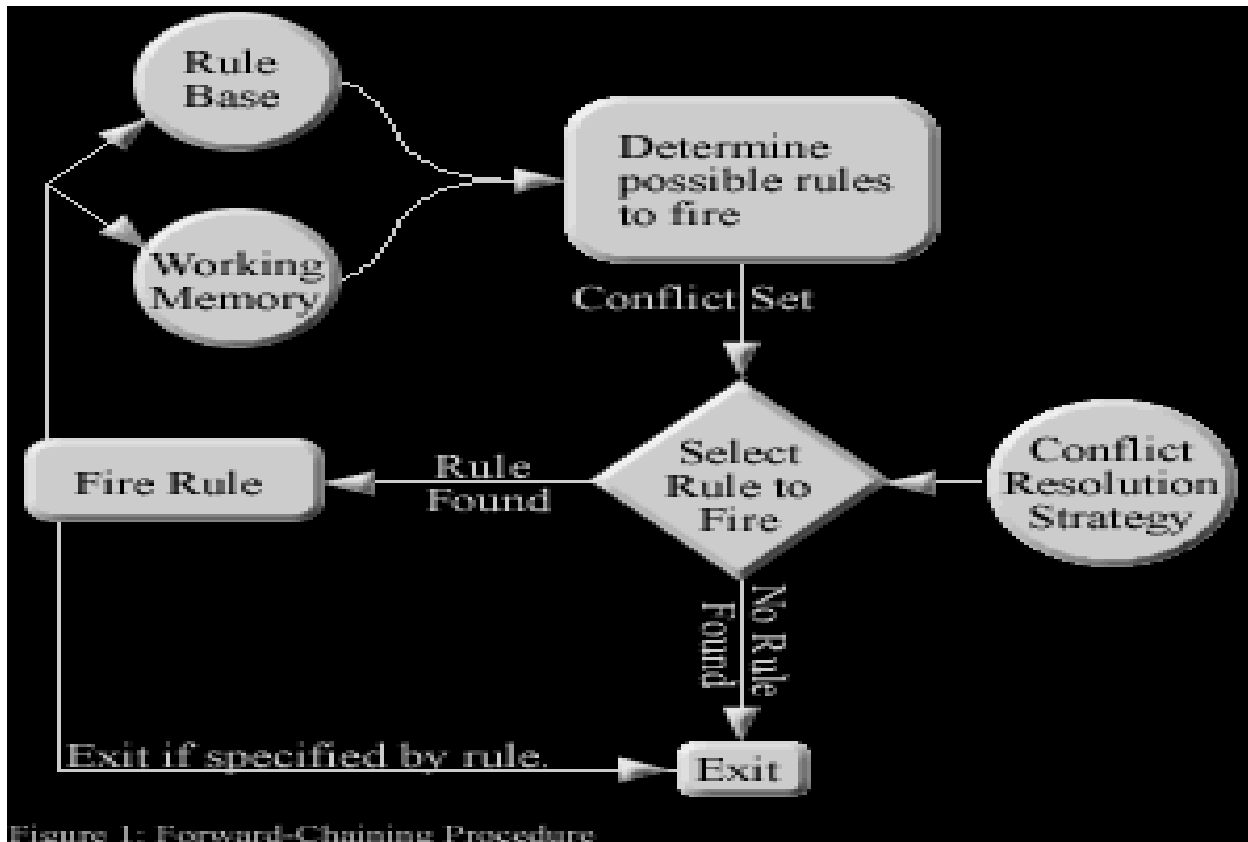 Rule
Base
Determine
possible rules
to fire
Working
Memory
Conflict Set
Select
Rule to
Fire
Conflict
Resolution
Strategy
Rule
Found
Fire Rule
No Rule
Found
Exit if specified by rule.
Exit
Figure 1: Forward-Chaining Procedure